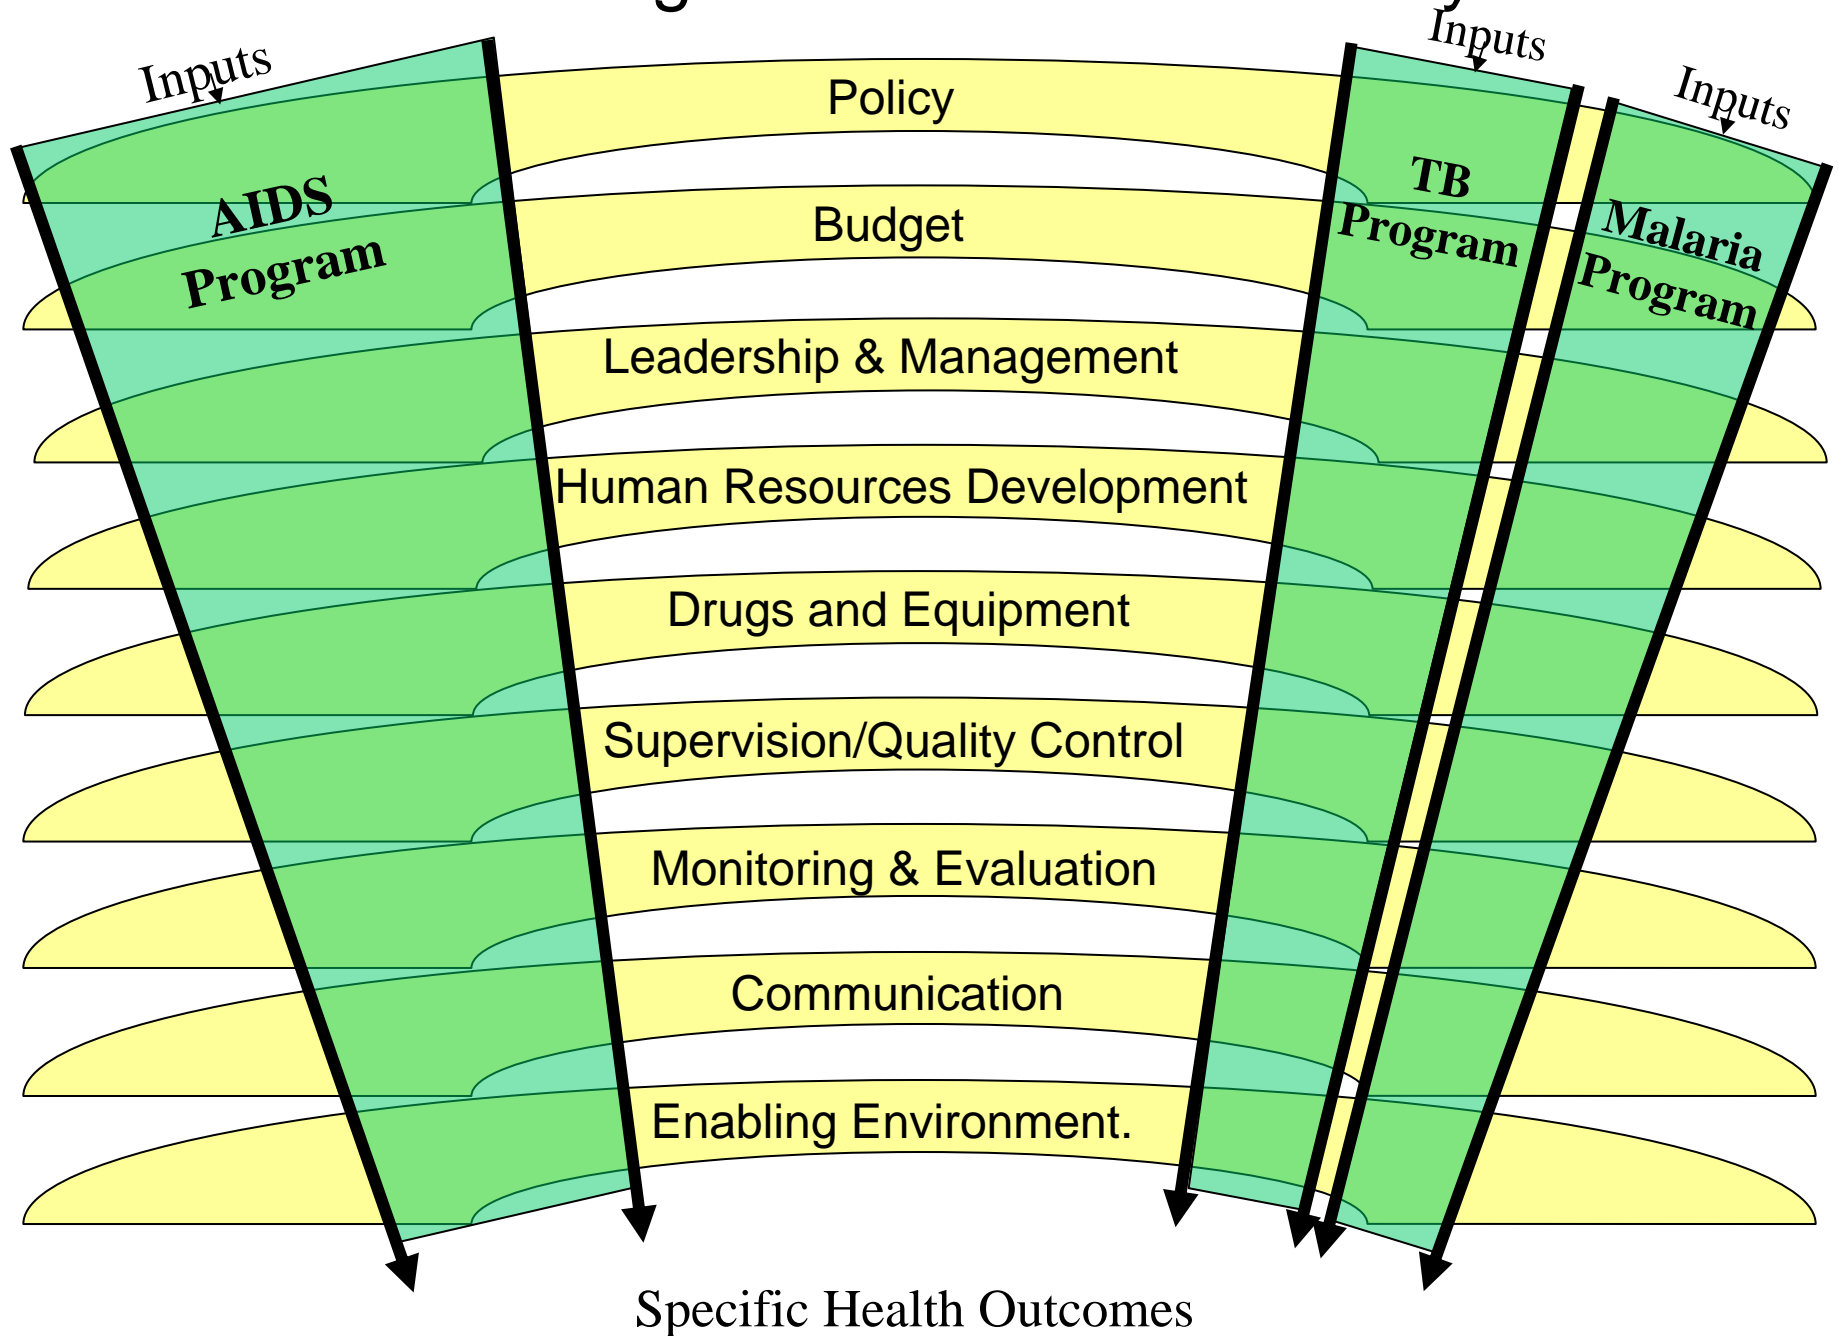 Inputs
Inputs
Inputs
Policy
AIDS
Program
TB
Program
Malaria
Program
Budget
Leadership & Management
Human Resources Development
Drugs and Equipment
Supervision/Quality Control
Monitoring & Evaluation
Communication
Enabling Environment.
Specific Health Outcomes